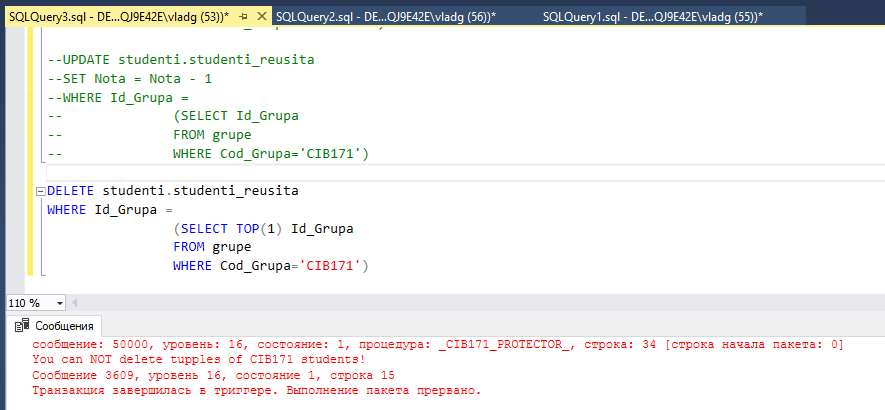 SQLQuery3.sql - DE...QJ9E42E\vladg (53))* SQLQuery2.sql - DE...QJ9E42E\vladg (56))* SQLQuery1.sql - DE...QJ9E42E\vladg (55))*
--UPDATE studenti.studenti_reusita
--SET Nota = Nota - 1
--WHERE Id_Grupa =
-- (SELECT Id_Grupa
-- FROM grupe
-- WHERE Cod_Grupa='CIB171')
DELETE studenti.studenti_reusita
WHERE Id_Grupa =
(SELECT TOP(1) Id_Grupa
FROM grupe
WHERE Cod_Grupa='CIB171')
110 %
Сообщения
сообщение: 50000, уровень: 16, состояние: 1, процедура: _CIB171_PROTECTOR_, строка: 34 [строка начала пакета: 0]
You can NOT delete tupples of CIB171 students!
Сообщение 3609, уровень 16, состояние 1, строка 15
Транзакция завершилась в триггере. Выполнение пакета прервано.